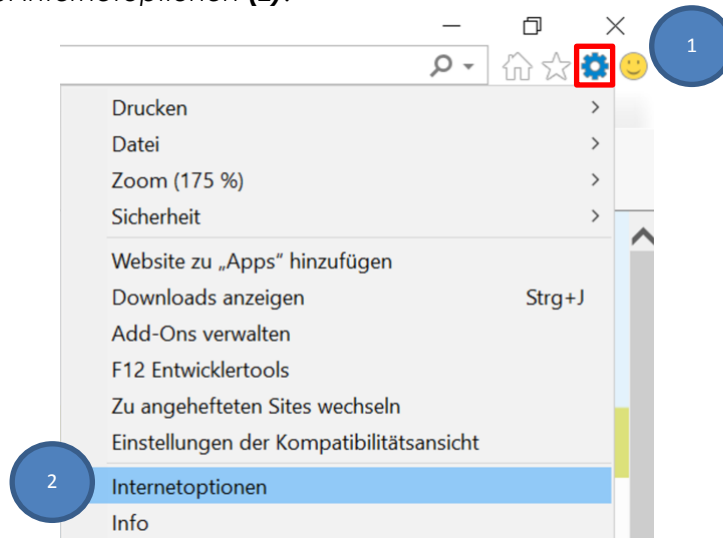 Internetoptionen (2).
1
Drucken
Datei
Zoom (175 %)
Sicherheit
Website zu „Apps“ hinzufügen
Downloads anzeigen Strg+J
Add-Ons verwalten
F12 Entwicklertools
Zu angehefteten Sites wechseln
Einstellungen der Kompatibilitätsansicht
2 Internetoptionen
Info